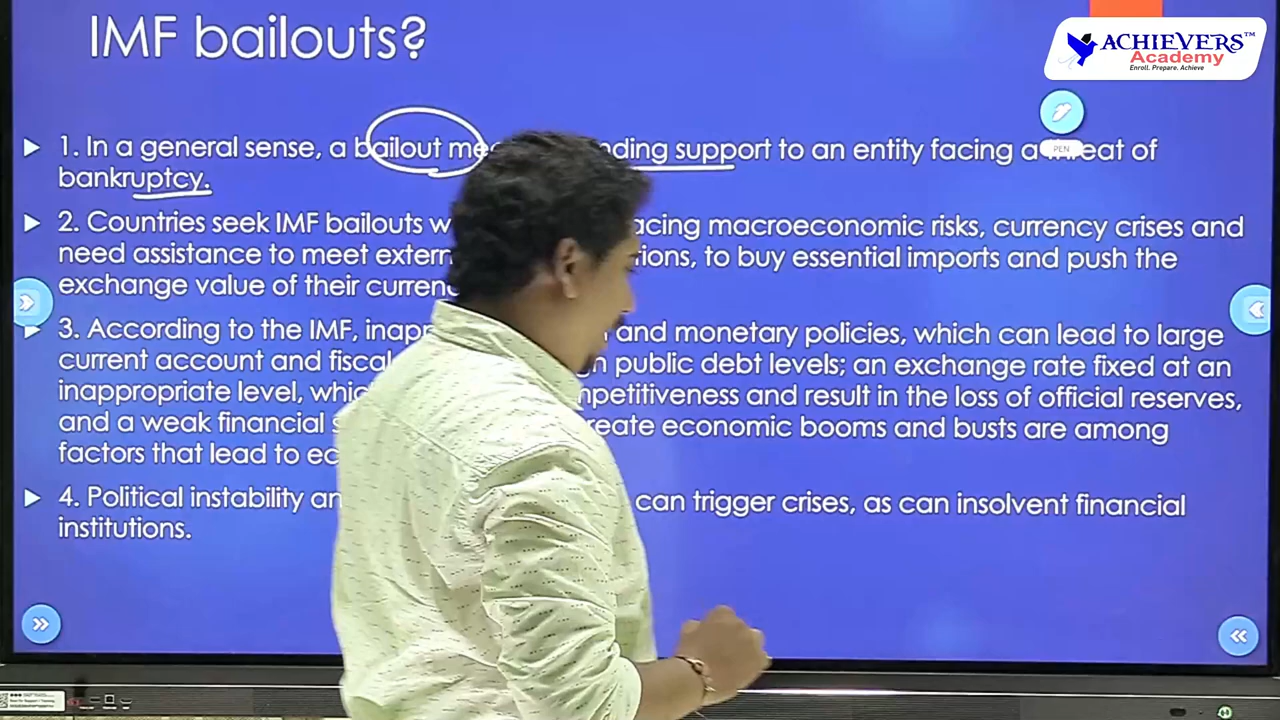 IMF bailouts?
ACHIEVERS™
Academy
Enroll. Prepare. Achieve
PEN
1. In a general sense, a bailout nding support to an entity facing a threat of
bankruptcy.
2. Countries seek IMF bailouts w acing macroeconomic risks, currency crises and
need assistance to meet extern tions, to buy essential imports and push the
exchange value of their curren
3. According to the IMF, inapp and monetary policies, which can lead to large
current account and fiscal public debt levels; an exchange rate fixed at an
inappropriate level, whic mpetitiveness and result in the loss of official reserves,
and a weak financial s reate economic booms and busts are among
factors that lead to ec
4. Political instability an can trigger crises, as can insolvent financial
institutions.